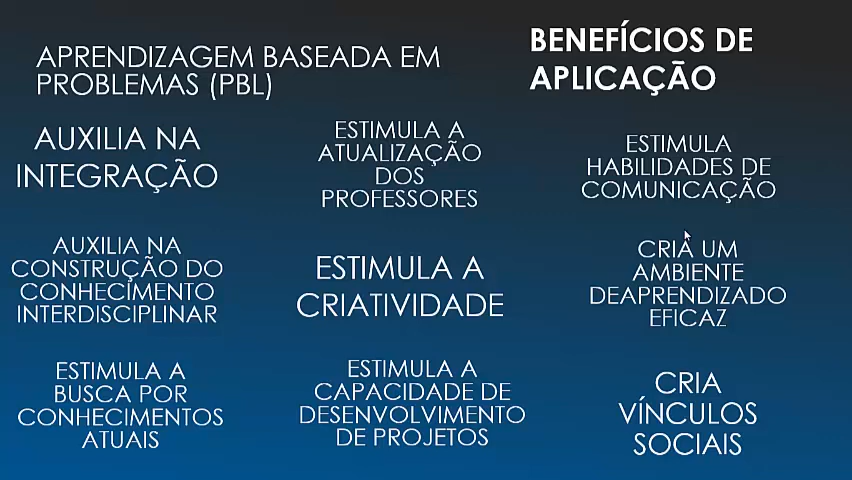 APRENDIZAGEM BASEADA EM
PROBLEMAS (PBL)
BENEFÍCIOS DE
APLICAÇÃO
AUXILIA NA
INTEGRAÇÃO
ESTIMULA A
ATUALIZAÇÃO
DOS
PROFESSORES
ESTIMULA
HABILIDADES DE
COMUNICAÇÃO
AUXILIA NA
CONSTRUÇÃO DO
CONHECIMENTO
INTERDISCIPLINAR
ESTIMULA A
CRIATIVIDADE
CRIA UM
AMBIENTE
DEAPRENDIZADO
EFICAZ
ESTIMULA A
BUSCA POR
CONHECIMENTOS
ATUAIS
ESTIMULA A
CAPACIDADE DE
DESENVOLVIMENTO
DE PROJETOS
CRIA
VÍNCULOS
SOCIAIS